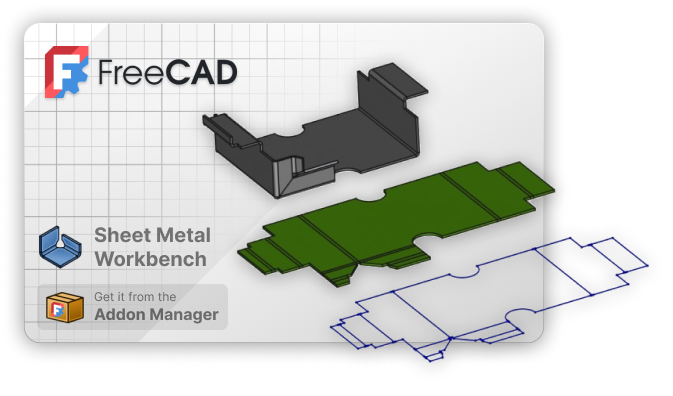 FreeCAD
Sheet Metal
Workbench
Get it from the
Addon Manager